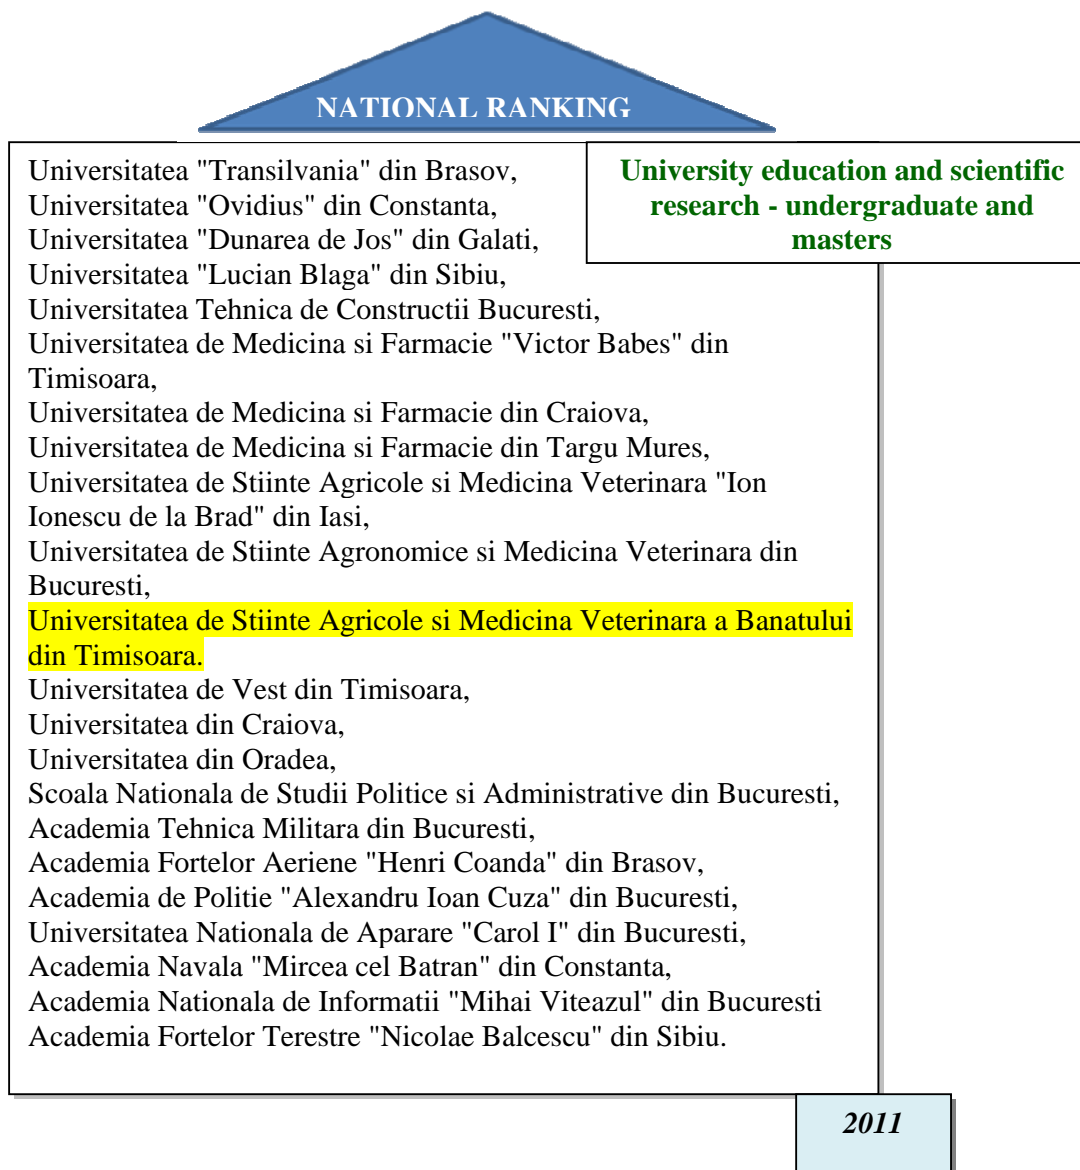 NATIONAL RANKING
Universitatea "Transilvania" din Brasov,
Universitatea "Ovidius" din Constanta,
Universitatea "Dunarea de Jos" din Galati,
Universitatea "Lucian Blaga" din Sibiu,
Universitatea Tehnica de Constructii Bucuresti,
Universitatea de Medicina si Farmacie "Victor Babes" din
Timisoara,
Universitatea de Medicina si Farmacie din Craiova,
Universitatea de Medicina si Farmacie din Targu Mures,
Universitatea de Stiinte Agricole si Medicina Veterinara "Ion
Ionescu de la Brad" din Iasi,
Universitatea de Stiinte Agronomice si Medicina Veterinara din
Bucuresti,
Universitatea de Stiinte Agricole si Medicina Veterinara a Banatului
din Timisoara.
Universitatea de Vest din Timisoara,
Universitatea din Craiova,
Universitatea din Oradea,
Scoala Nationala de Studii Politice si Administrative din Bucuresti,
Academia Tehnica Militara din Bucuresti,
Academia Fortelor Aeriene "Henri Coanda" din Brasov,
Academia de Politie "Alexandru Ioan Cuza" din Bucuresti,
Universitatea Nationala de Aparare "Carol I" din Bucuresti,
Academia Navala "Mircea cel Batran" din Constanta,
Academia Nationala de Informatii "Mihai Viteazul" din Bucuresti
Academia Fortelor Terestre "Nicolae Balcescu" din Sibiu.
University education and scientific
research - undergraduate and
masters
2011